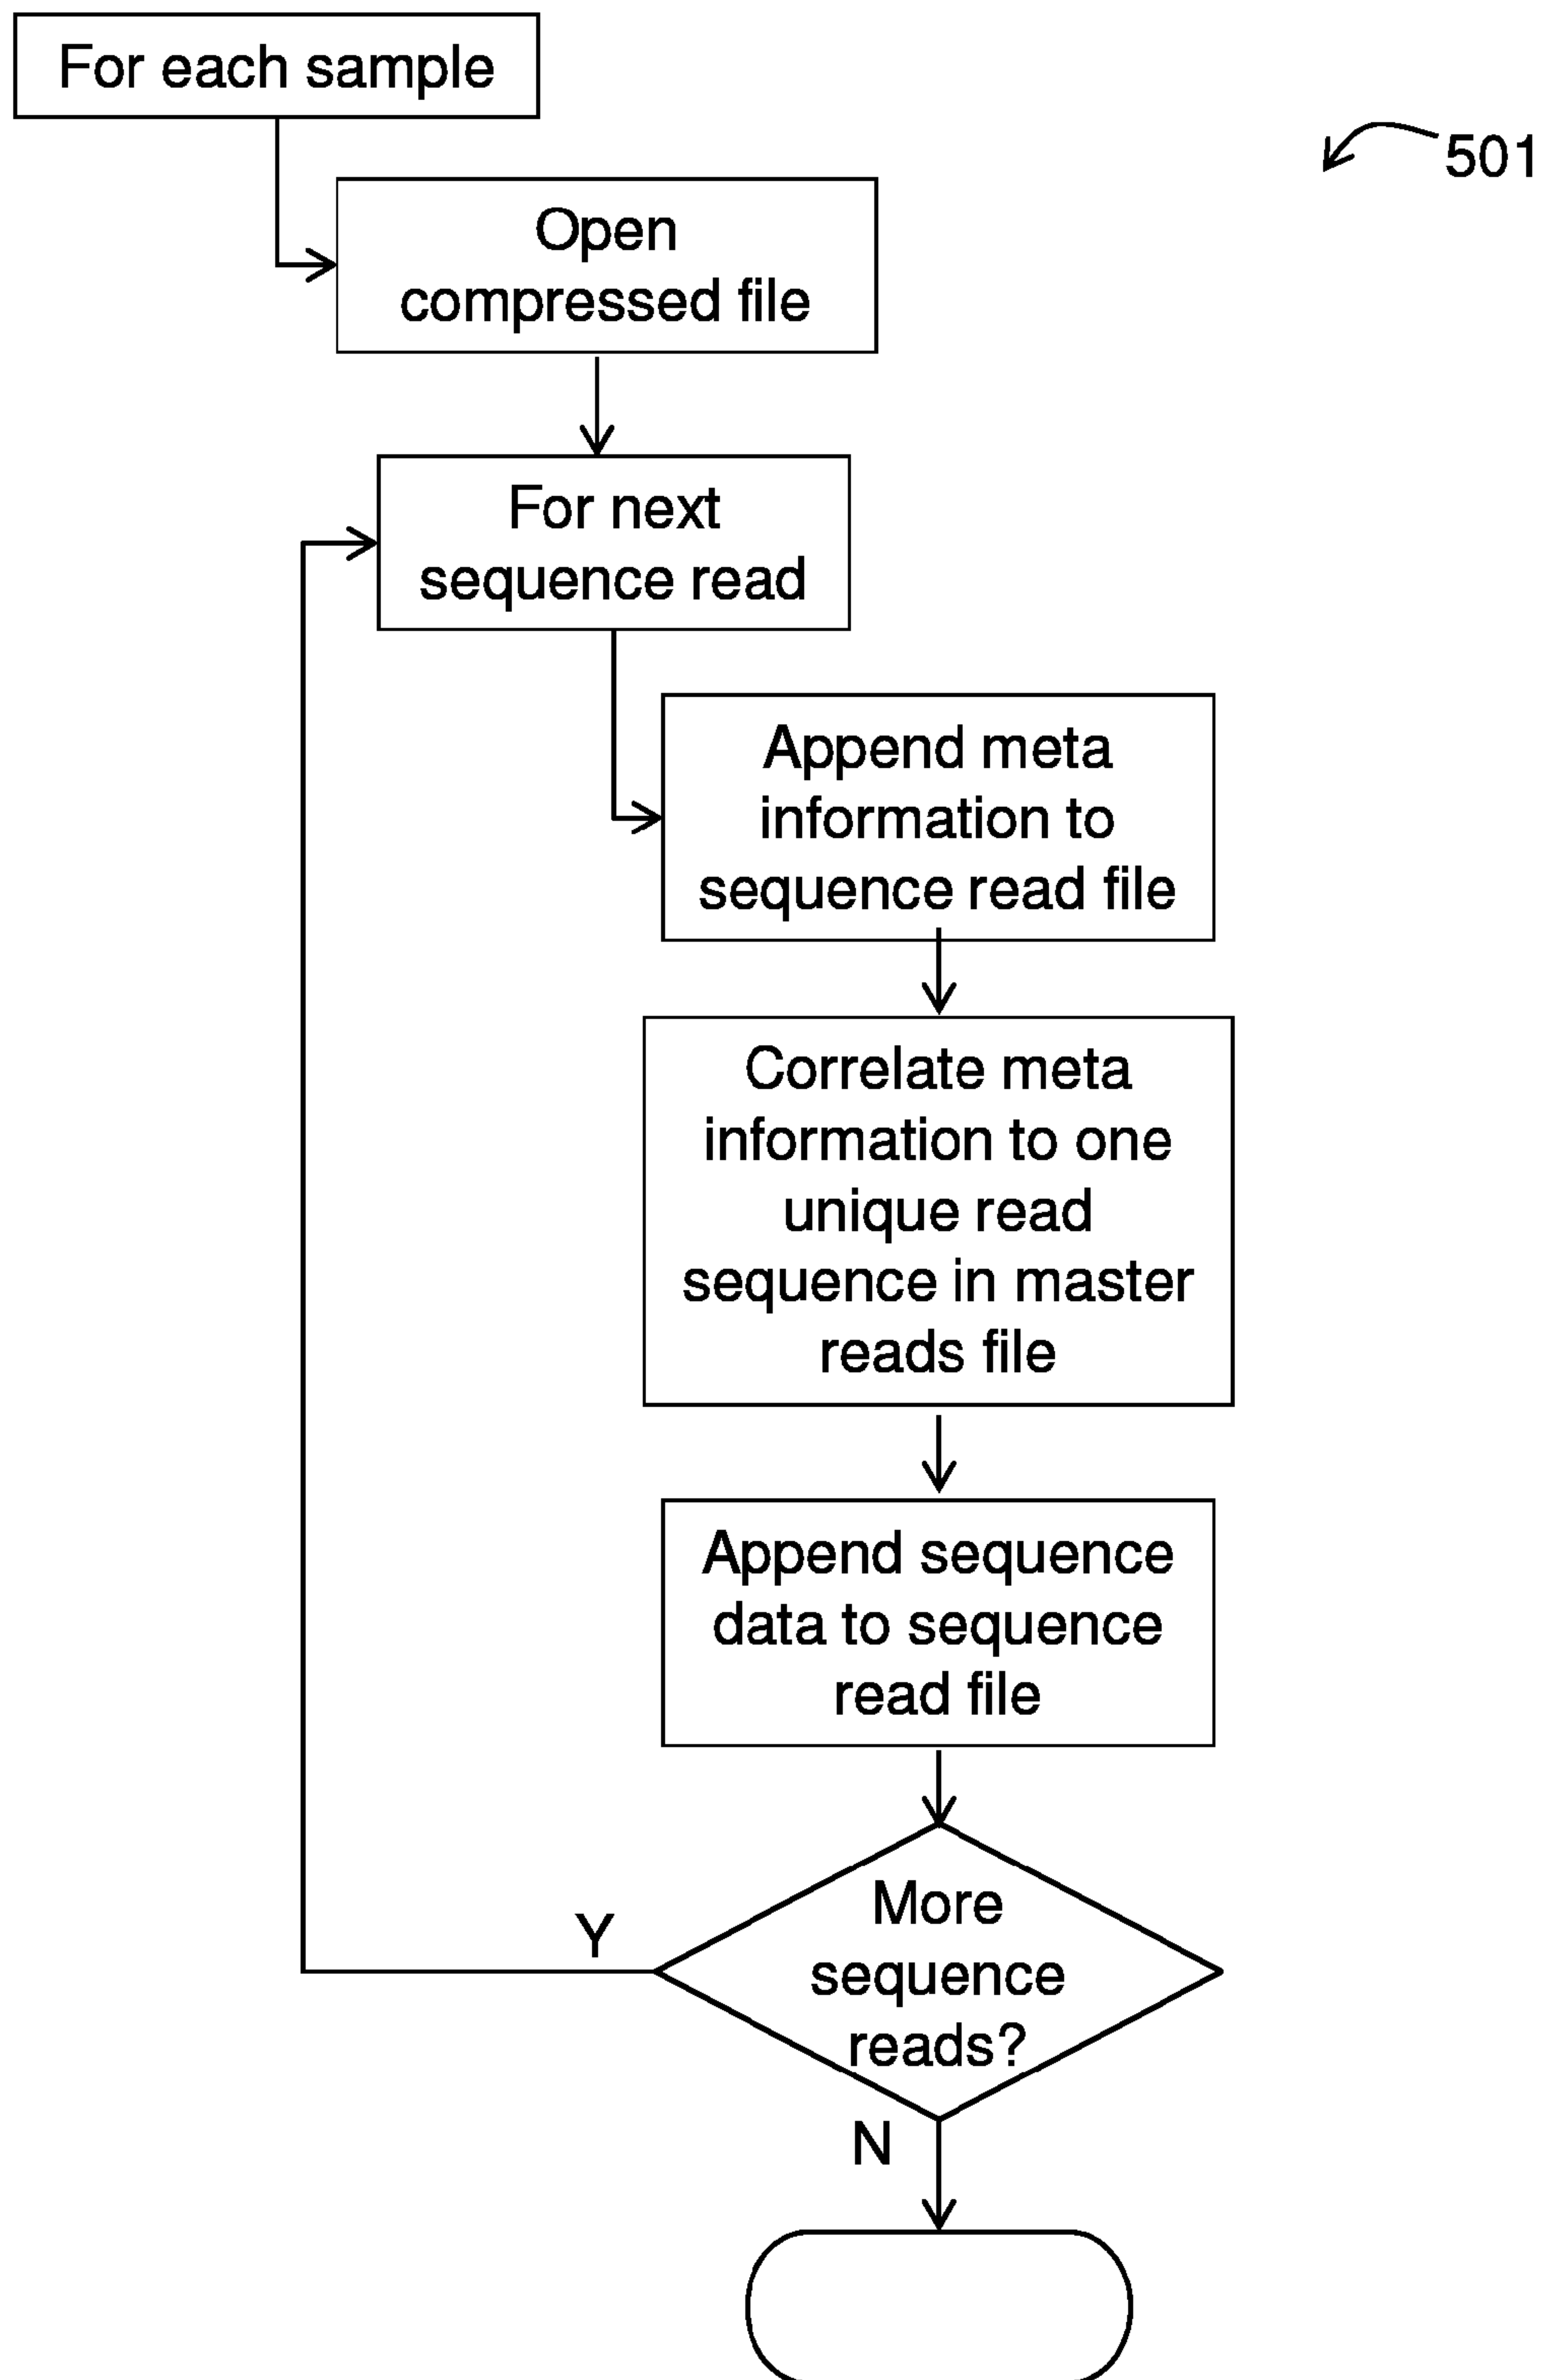 For each sample
501
Open
compressed file
For next
sequence read
Append meta
information to
sequence read file
Correlate meta
information to one
unique read
sequence in master
reads file
Append sequence
data to sequence
read file
More
sequence
reads?
Y
N